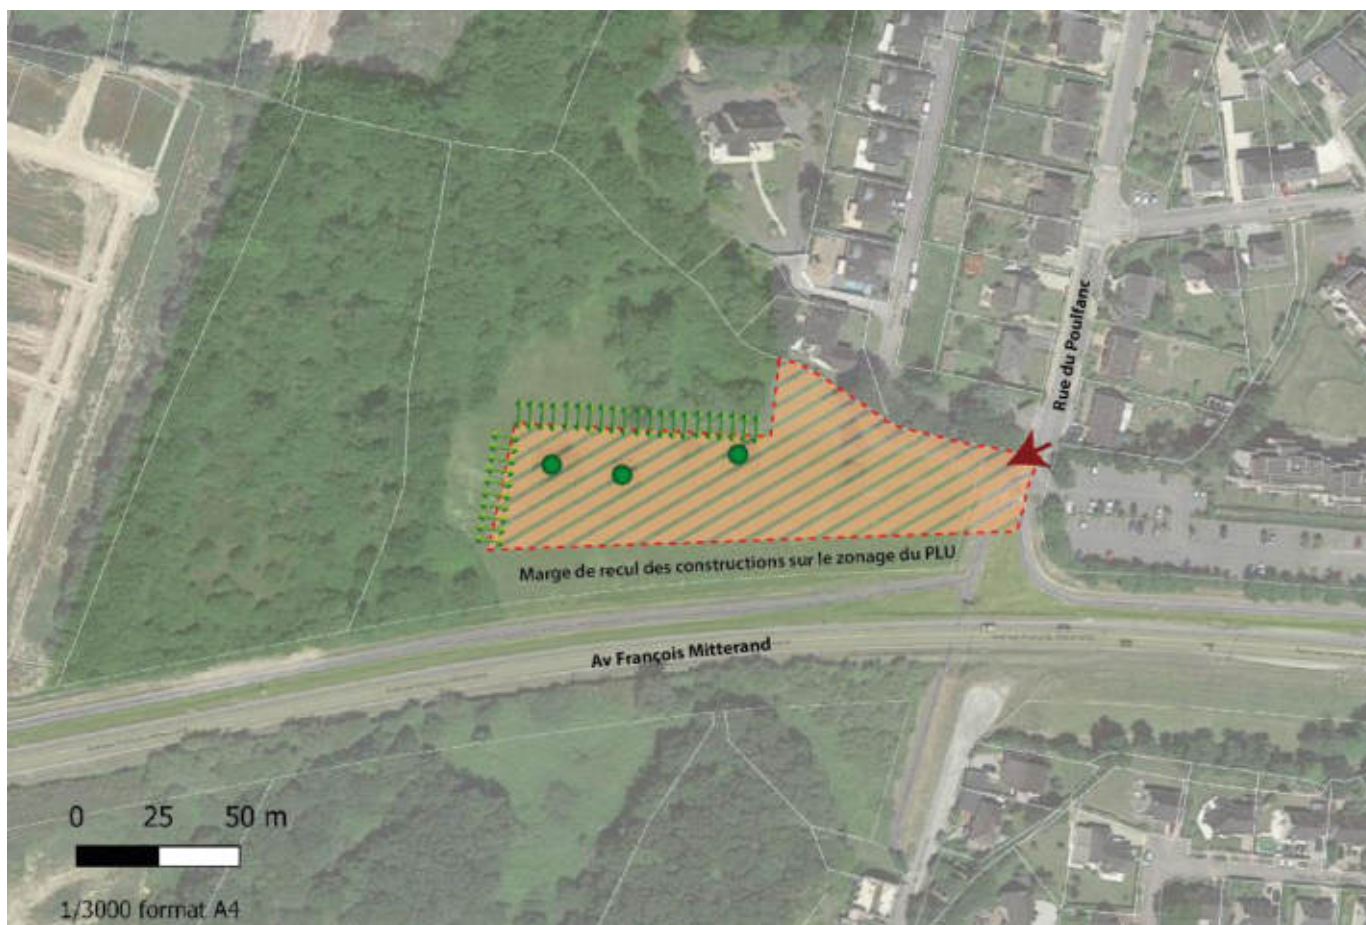 Rue du Poulfanc
Marge de recul des constructions sur le zonage du PLU
Av François Mitterand
0 25 50 m
1/3000 format A4